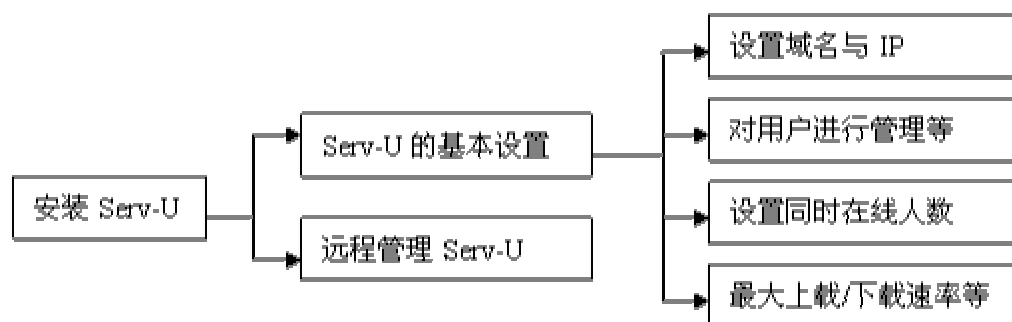 安装 Serv-U
Serv-U 的基本设置
远程管理 Serv-U
设置域名与 IP
对用户进行管理等
设置同时在线人数
最大上载/下载速率等